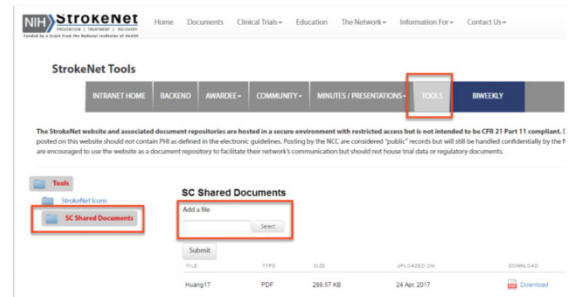 NIH StrokeNet
PREVENTION | TREATMENT | RECOVERY
Funded by a Grant from the National Institutes of Health
Home Documents Clinical Trials Education The Network Information For Contact Us
StrokeNet Tools
INTRANET HOME BACKEND AWARDEE COMMUNITY MINUTES / PRESENTATIONS TOOLS BIWEEKLY
The StrokeNet website and associated document repositories are hosted in a secure environment with restricted access but is not intended to be CFR 21 Part 11 compliant.
posted on this website should not contain PHI as defined in the electronic guidelines. Posting by the NCC are considered "public" records but will still be handled confidentially by the N
are encouraged to use the website as a document repository to facilitate their network's communication but should not house trial data or regulatory documents.
Tools
StrokeNet Icons
SC Shared Documents
SC Shared Documents
Add a file
Select
Submit
FILE TYPE SIZE UPLOADED ON DOWNLOAD
Huang17 PDF 286.57 KB 24 Apr, 2017 Download